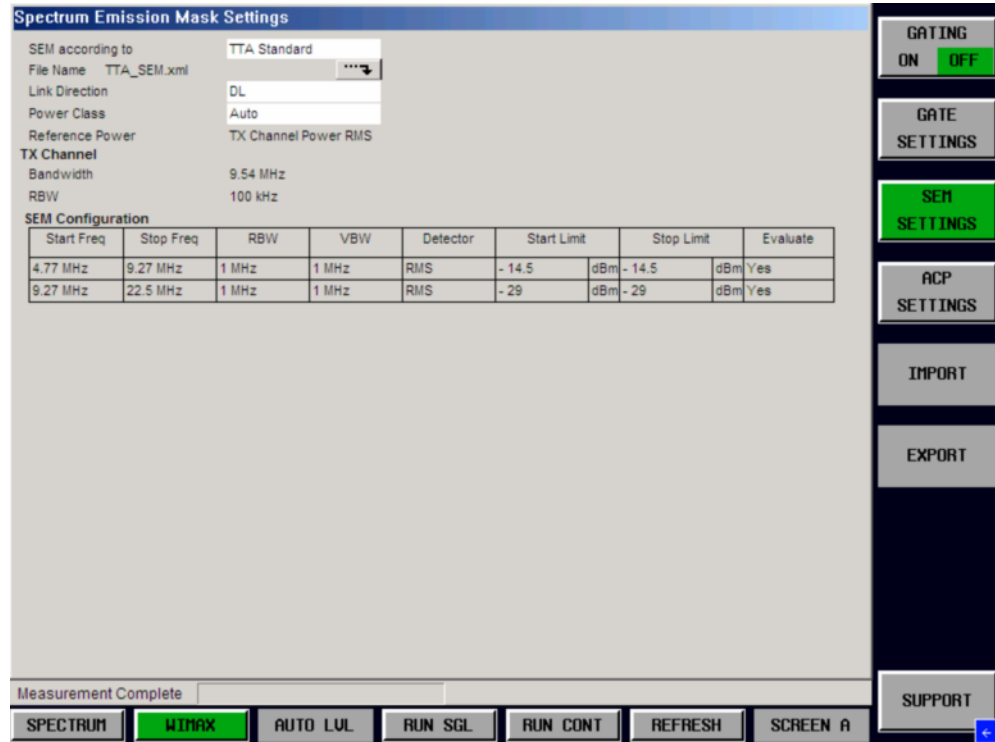 Spectrum Emission Mask Settings
SEM according to TTA Standard
File Name TTA_SEM.xml
Link Direction DL
Power Class Auto
Reference Power TX Channel Power RMS
TX Channel
Bandwidth 9.54 MHz
RBW 100 kHz
SEM Configuration
Start Freq Stop Freq RBW VBW Detector Start Limit Stop Limit Evaluate
4.77 MHz 9.27 MHz 1 MHz 1 MHz RMS - 14.5 dBm - 14.5 dBm Yes
9.27 MHz 22.5 MHz 1 MHz 1 MHz RMS - 29 dBm - 29 dBm Yes
Measurement Complete
SPECTRUM WIMAX AUTO LVL RUN SGL RUN CONT REFRESH SCREEN A
GATING
ON OFF
GATE
SETTINGS
SEM
SETTINGS
ACP
SETTINGS
IMPORT
EXPORT
SUPPORT